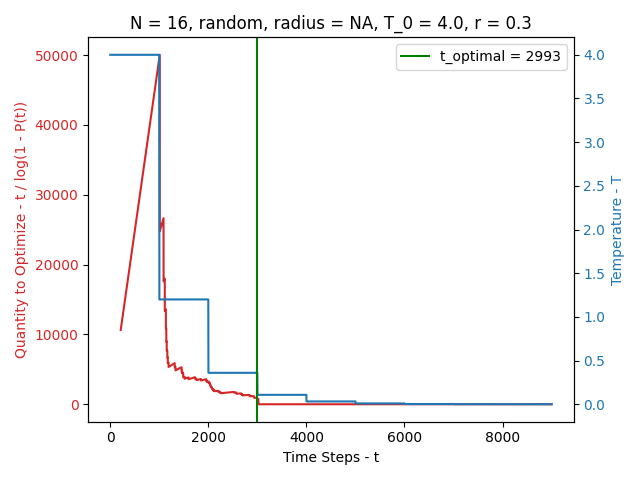 N = 16, random, radius = NA, T_0 = 4.0, r = 0.3
t_optimal = 2993
Quantity to Optimize - t / log(1 - P(t))
50000
40000
30000
20000
10000
0
4.0
3.5
3.0
2.5
2.0
1.5
1.0
0.5
0.0
Temperature - T
0 2000 4000 6000 8000
Time Steps - t